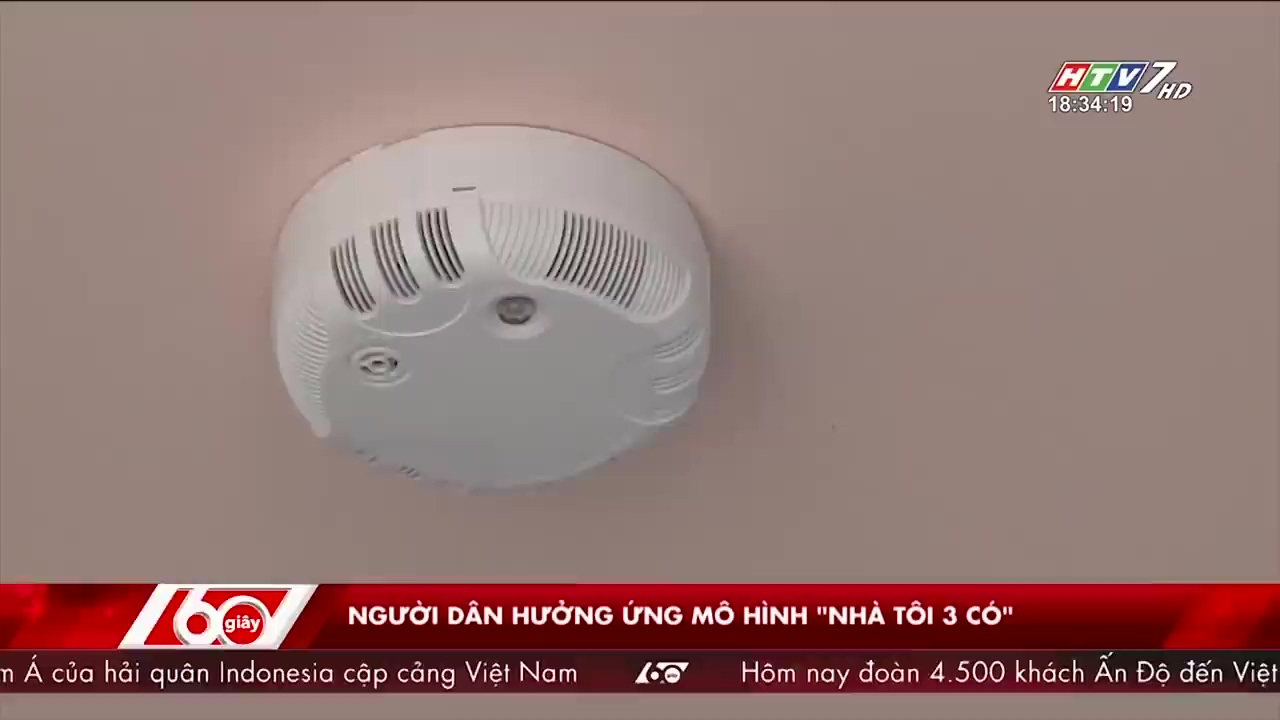 HTV7 HD
18:34:19
60 giây
NGƯỜI DÂN HƯỞNG ỨNG MÔ HÌNH "NHÀ TÔI 3 CÓ"
Á của hải quân Indonesia cập cảng Việt Nam
60
Hôm nay đoàn 4.500 khách Ấn Độ đến Việt